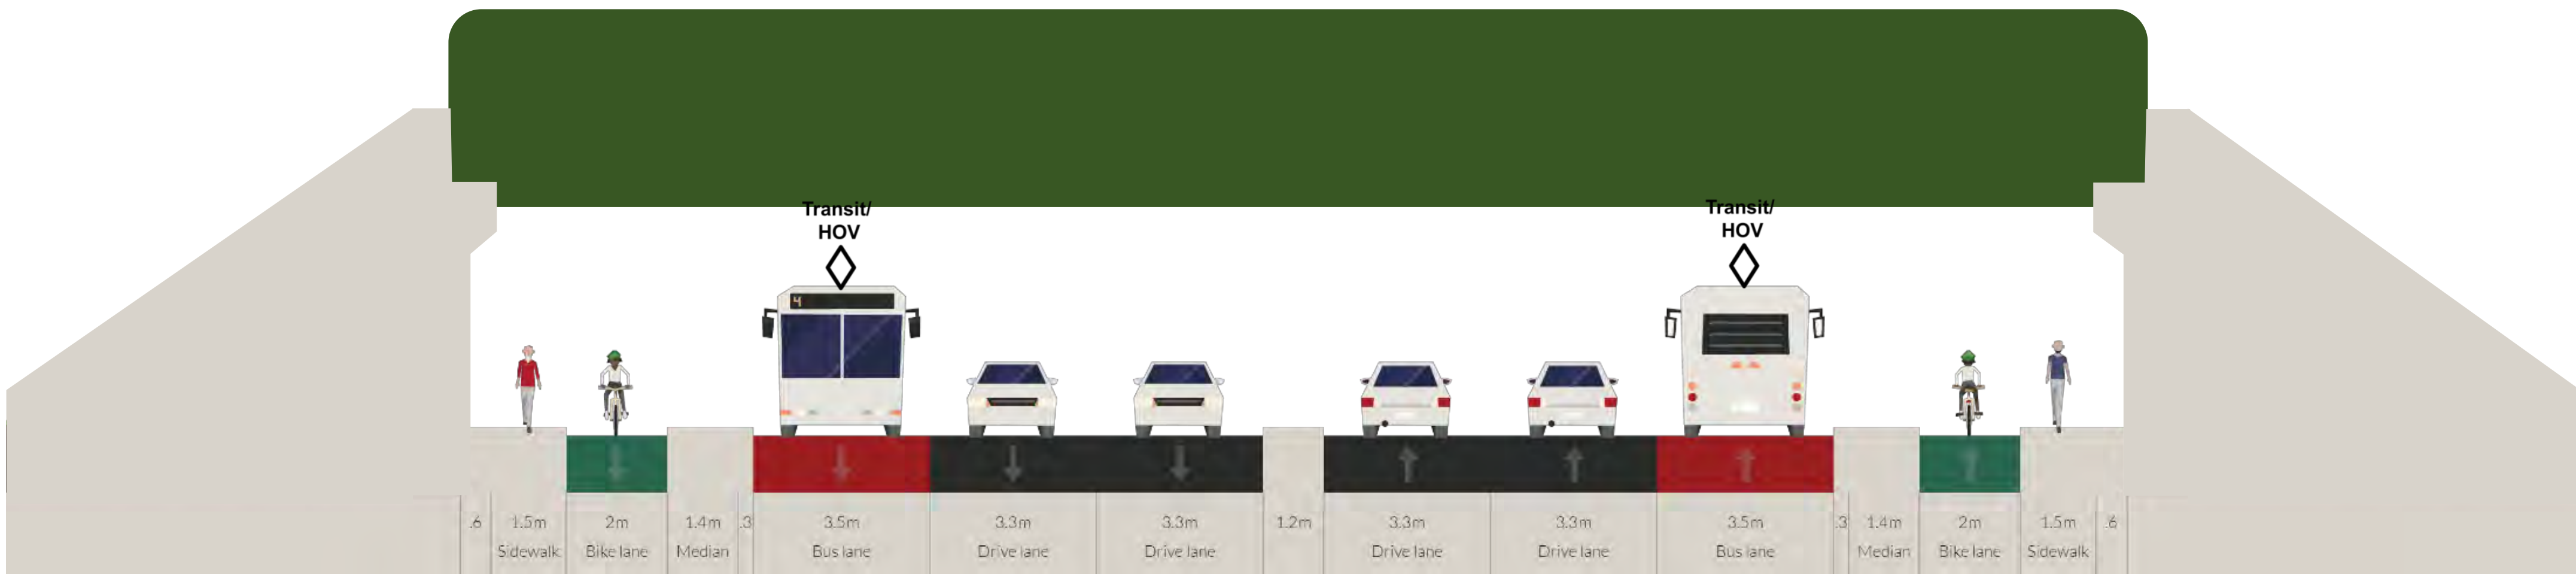 Transit/
HOV
Transit/
HOV
4
.6 1.5m 2m 1.4m .3 3.5m 3.3m 3.3m 1.2m 3.3m 3.3m 3.5m .3 1.4m 2m 1.5m .6
Sidewalk Bike lane Median Bus lane Drive lane Drive lane Drive lane Drive lane Bus lane Median Bike lane Sidewalk